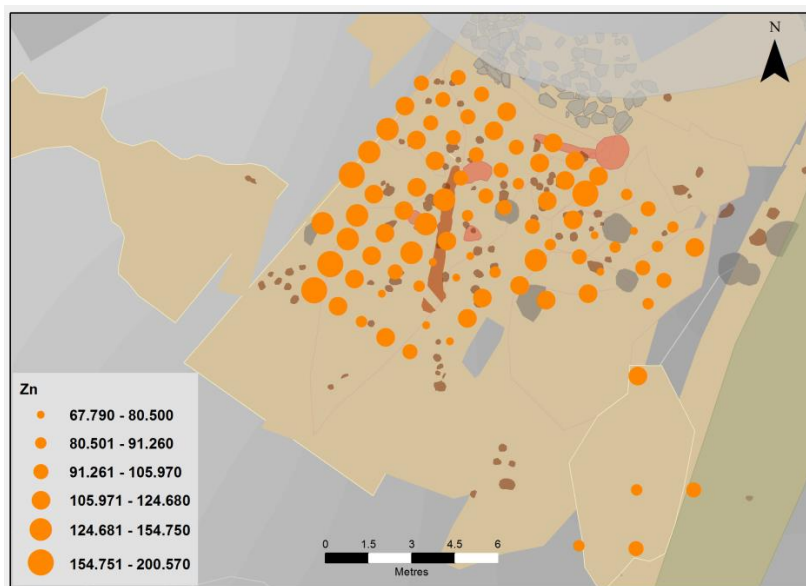 N
Zn
67.790 - 80.500
80.501 - 91.260
91.261 - 105.970
105.971 - 124.680
124.681 - 154.750
154.751 - 200.570
0 1.5 3 4.5 6
Metres